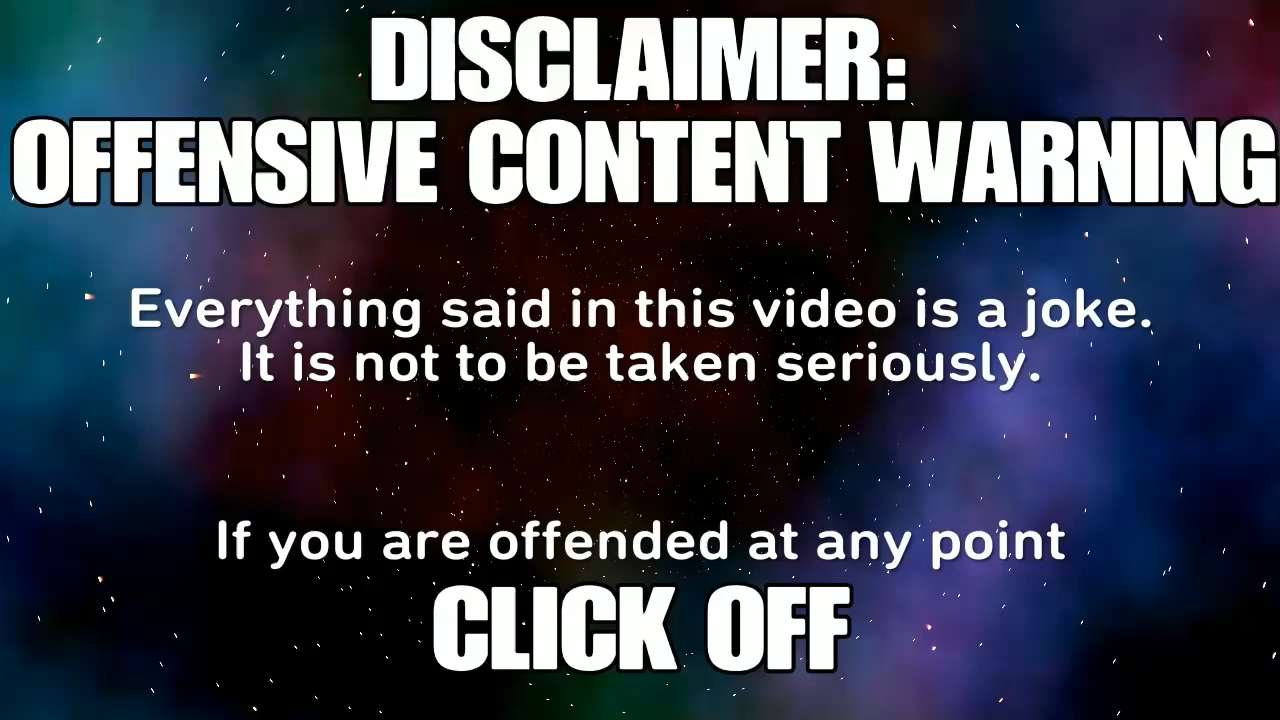 DISCLAIMER:
OFFENSIVE CONTENT WARNING
Everything said in this video is a joke.
It is not to be taken seriously.
If you are offended at any point
CLICK OFF